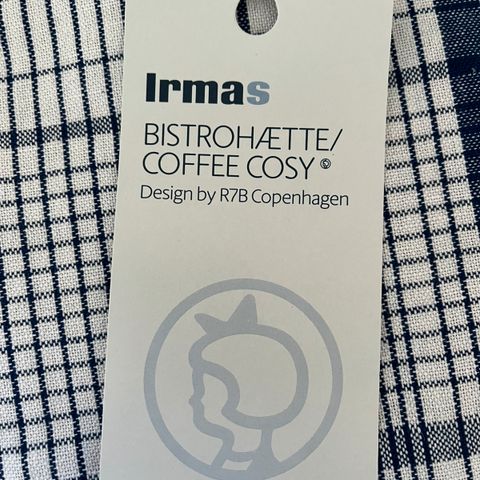 Irmas
BISTROHÆTTE/
COFFEE COSY
Design by R7B Copenhagen